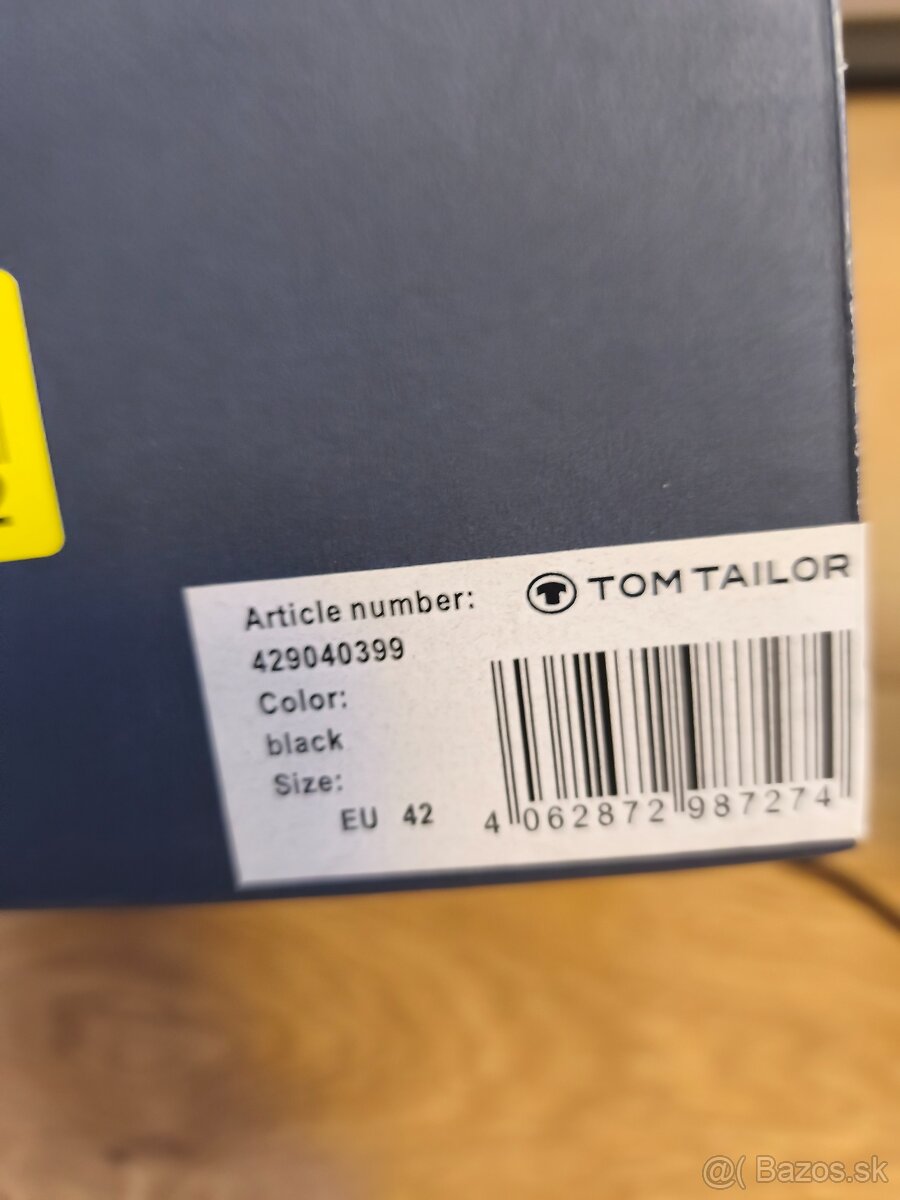 Article number:
TOM TAILOR
429040399
Color:
black
Size:
EU 42
4 062872 987274
@( Bazos.sk